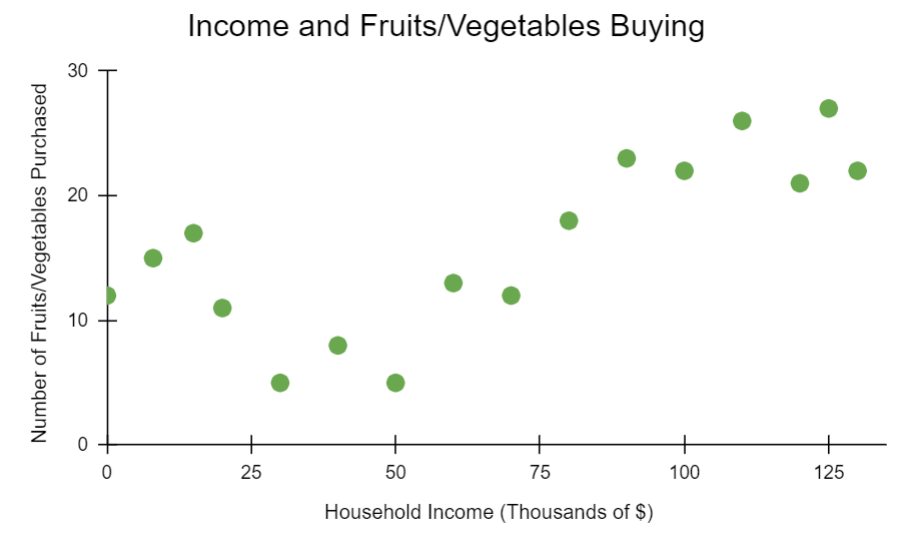 Income and Fruits/Vegetables Buying
Number of Fruits/Vegetables Purchased
30
20
10
0
0 25 50 75 100 125
Household Income (Thousands of $)